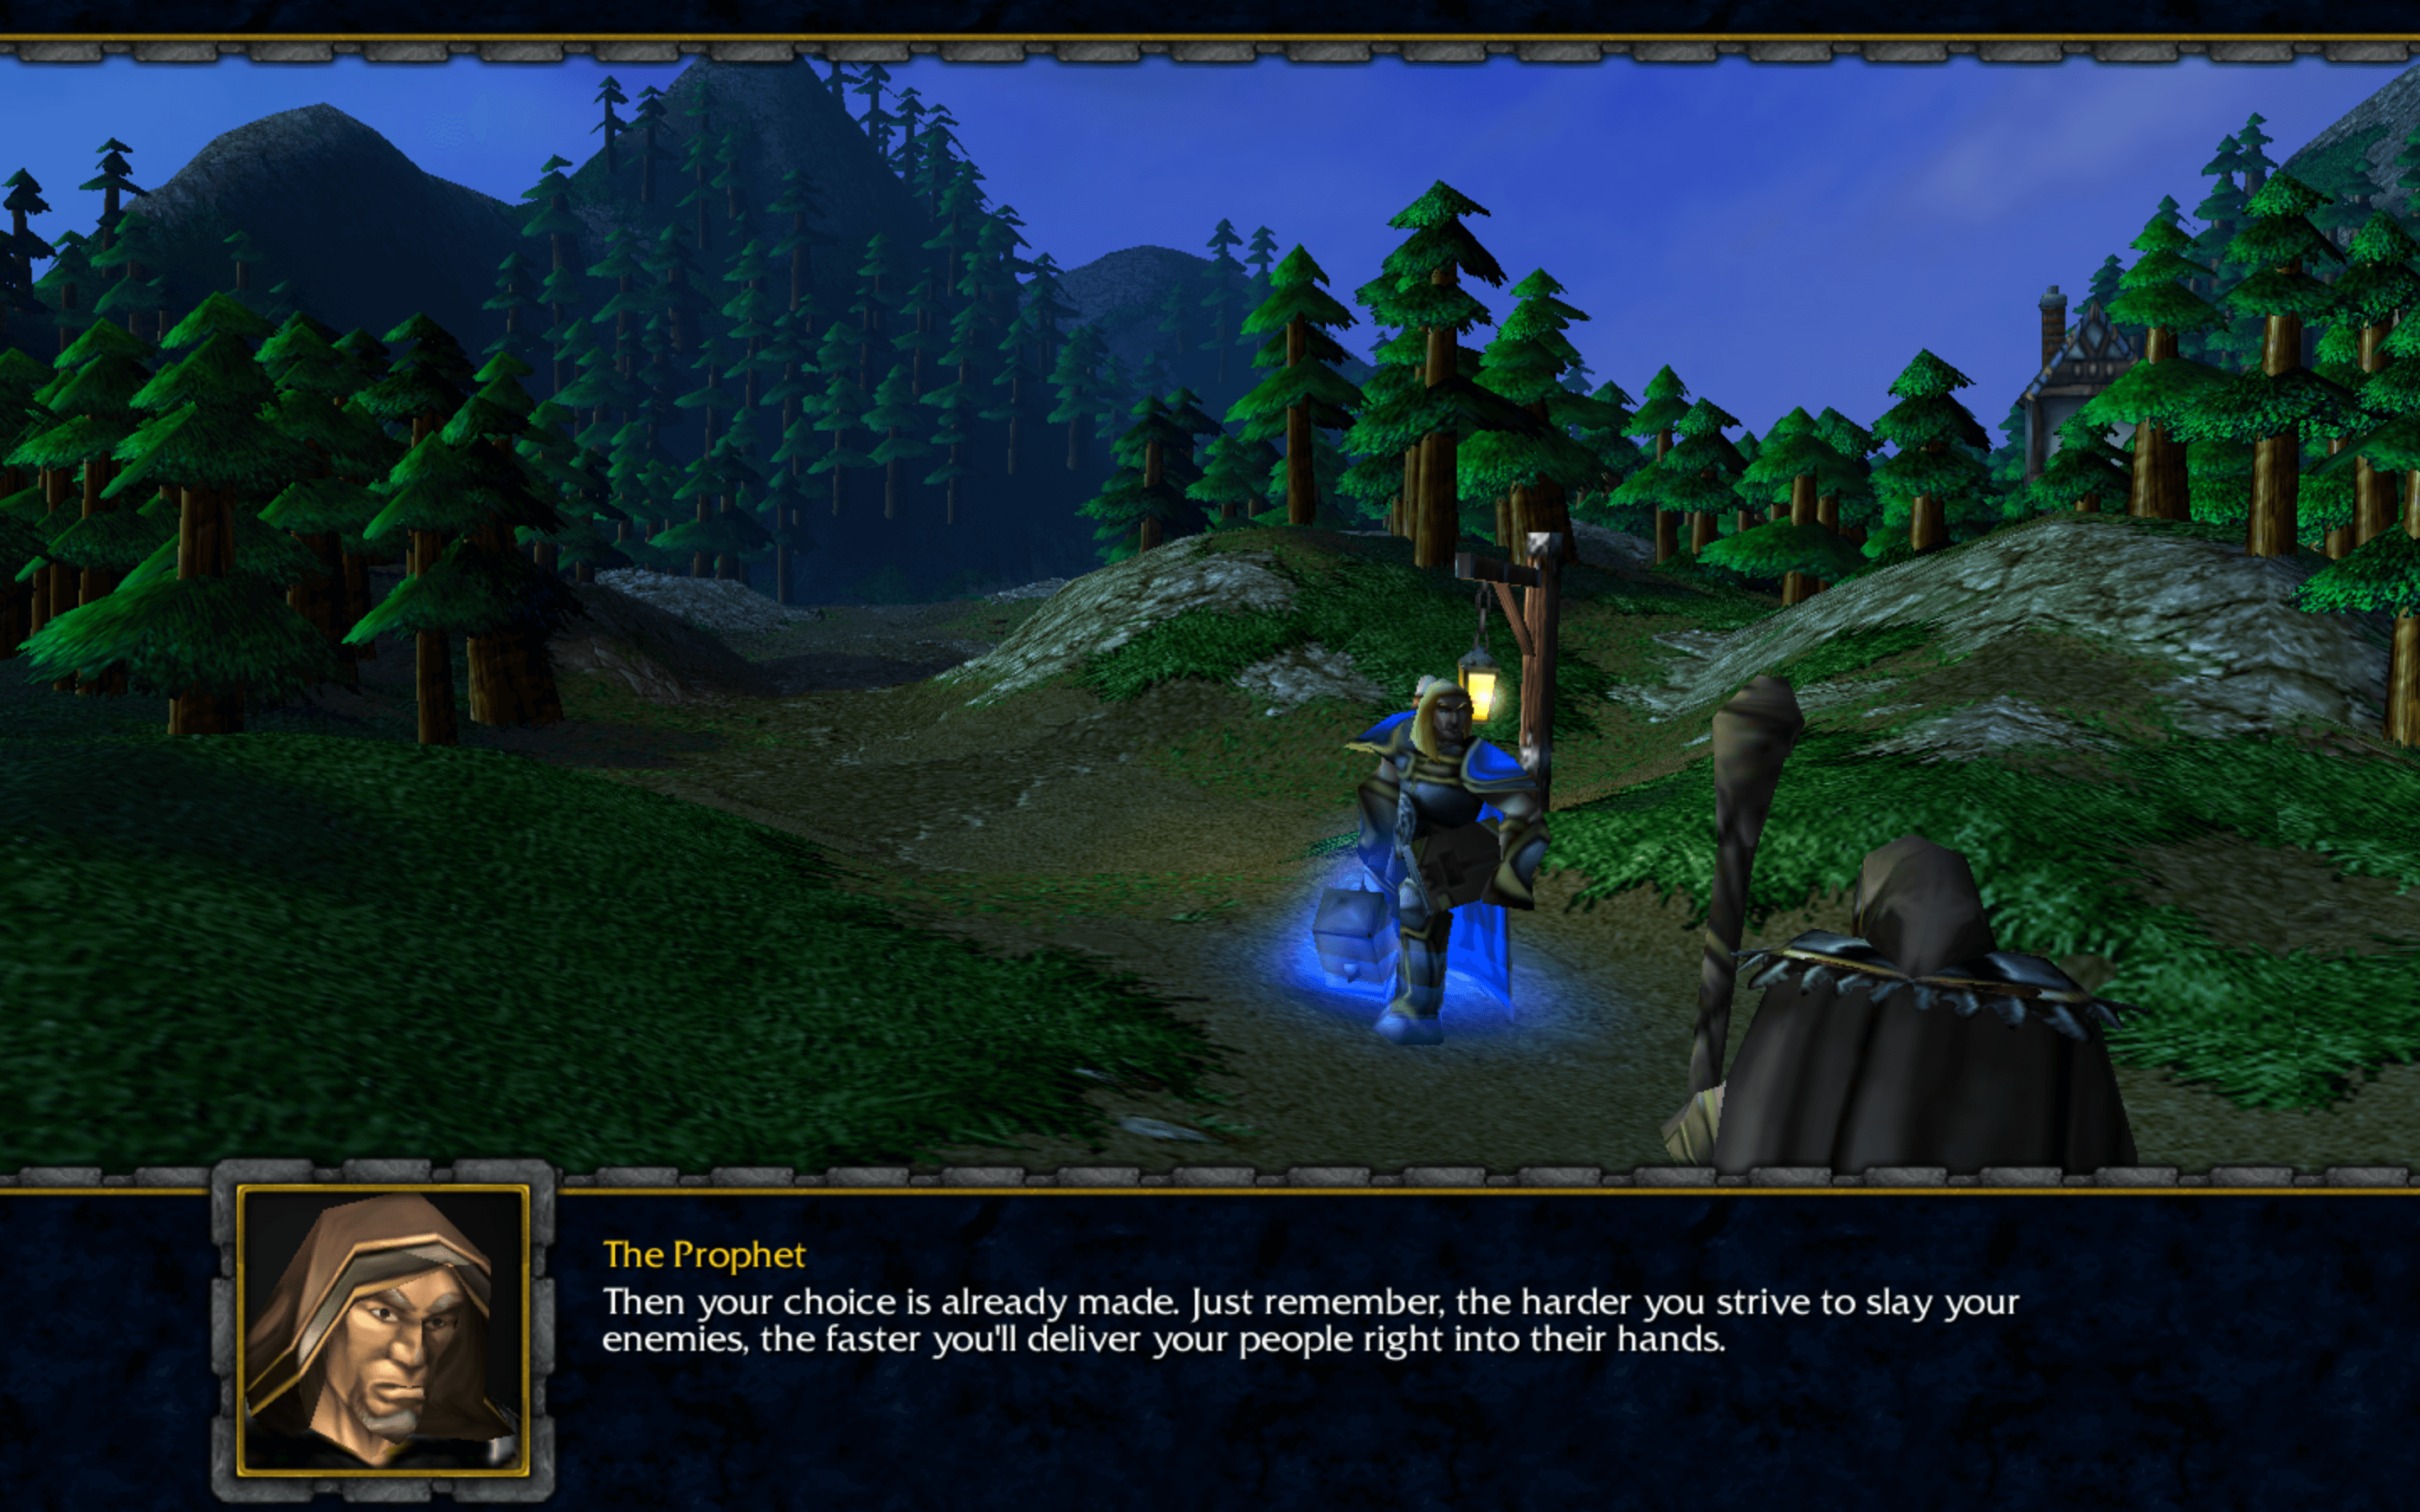 The Prophet
Then your choice is already made. Just remember, the harder you strive to slay your
enemies, the faster you'll deliver your people right into their hands.